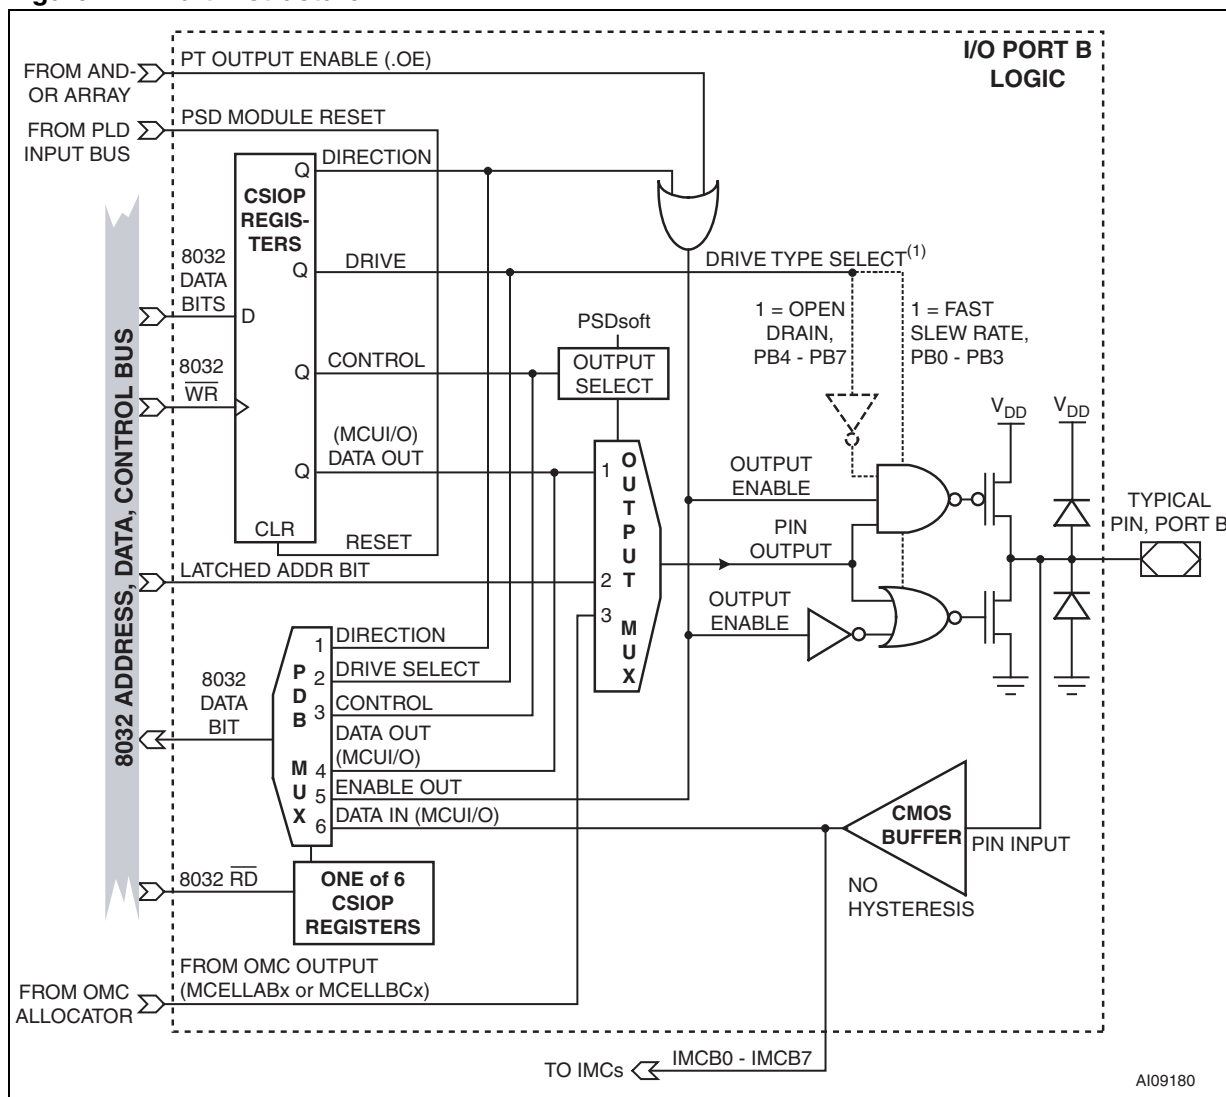 I/O PORT B
LOGIC
FROM AND-
OR ARRAY
PT OUTPUT ENABLE (.OE)
FROM PLD
INPUT BUS
PSD MODULE RESET
DIRECTION
Q
CSIOP
REGIS-
TERS
8032
DATA
BITS
D
Q
DRIVE
DRIVE TYPE SELECT(1)
1 = OPEN
DRAIN,
PB4 - PB7
1 = FAST
SLEW RATE,
PB0 - PB3
PSDsoft
OUTPUT
SELECT
8032
WR
Q
CONTROL
(MCUI/O)
DATA OUT
Q
CLR
RESET
8032 ADDRESS, DATA, CONTROL BUS
LATCHED ADDR BIT
1
2
3
OUTPUT MUX
OUTPUT
ENABLE
PIN
OUTPUT
OUTPUT
ENABLE
VDD
VDD
TYPICAL
PIN, PORT B
8032
DATA
BIT
PDB MUX
1
DIRECTION
2
DRIVE SELECT
3
CONTROL
DATA OUT
4
(MCUI/O)
5
ENABLE OUT
6
DATA IN (MCUI/O)
CMOS
BUFFER
PIN INPUT
NO
HYSTERESIS
8032 RD
ONE of 6
CSIOP
REGISTERS
FROM OMC
ALLOCATOR
FROM OMC OUTPUT
(MCELLABx or MCELLBCx)
TO IMCs
IMCB0 - IMCB7
AI09180